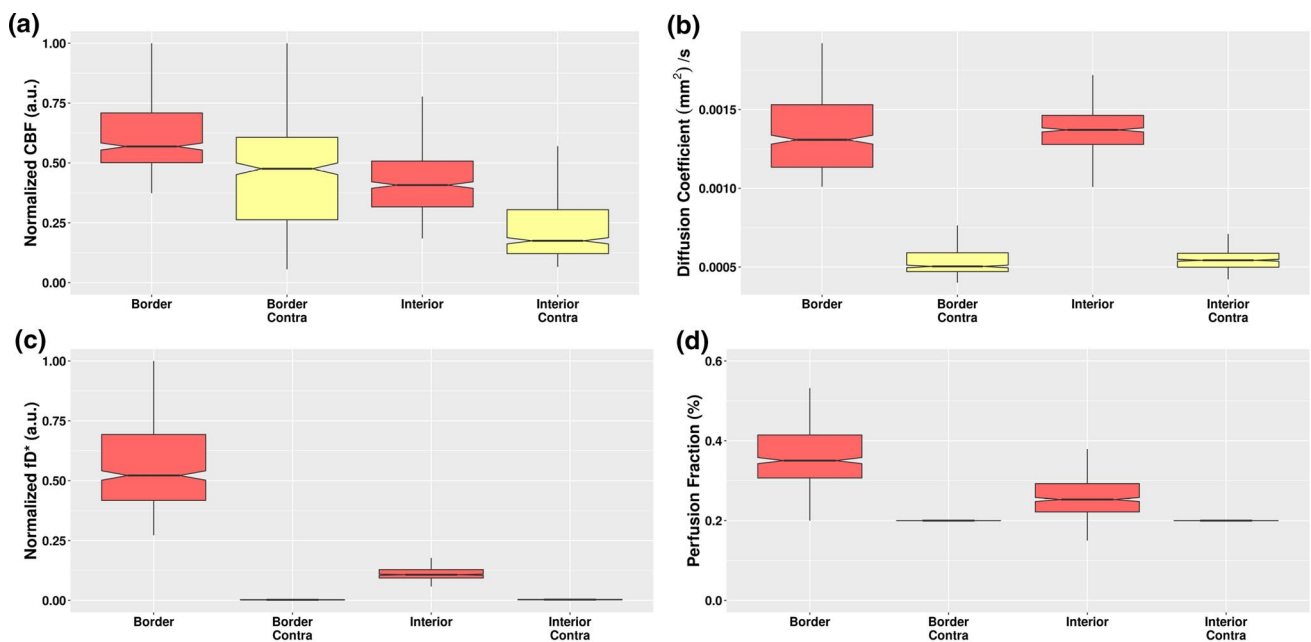 (a)
Normalized CBF (a.u.)
1.00
0.75
0.50
0.25
0.00
Border
Border
Contra
Interior
Interior
Contra
(b)
Diffusion Coefficient (mm²) /s
0.0015
0.0010
0.0005
Border
Border
Contra
Interior
Interior
Contra
(c)
Normalized fD* (a.u.)
1.00
0.75
0.50
0.25
0.00
Border
Border
Contra
Interior
Interior
Contra
(d)
Perfusion Fraction (%)
0.6
0.4
0.2
0.0
Border
Border
Contra
Interior
Interior
Contra